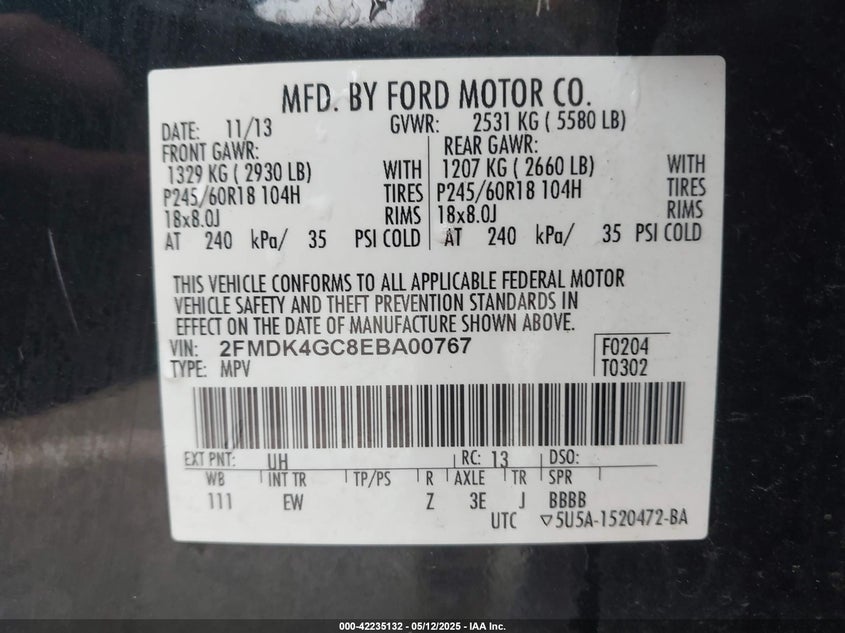 MFD. BY FORD MOTOR CO.
DATE: 11/13 GVWR: 2531 KG ( 5580 LB)
FRONT GAWR: REAR GAWR:
1329 KG ( 2930 LB) WITH 1207 KG ( 2660 LB) WITH
P245/60R18 104H TIRES P245/60R18 104H TIRES
18x8.0J RIMS 18x8.0J RIMS
AT 240 kPa/ 35 PSI COLD AT 240 kPa/ 35 PSI COLD
THIS VEHICLE CONFORMS TO ALL APPLICABLE FEDERAL MOTOR
VEHICLE SAFETY AND THEFT PREVENTION STANDARDS IN
EFFECT ON THE DATE OF MANUFACTURE SHOWN ABOVE.
VIN: 2FMDK4GC8EBA00767 F0204
TYPE: MPV T0302
EXT PNT: UH RC: 13 DSO:
WB INT TR TP/PS R AXLE TR SPR
111 EW Z 3E J BBBB
UTC ▽5U5A-1520472-BA
000-42235132 - 05/12/2025 - IAA Inc.